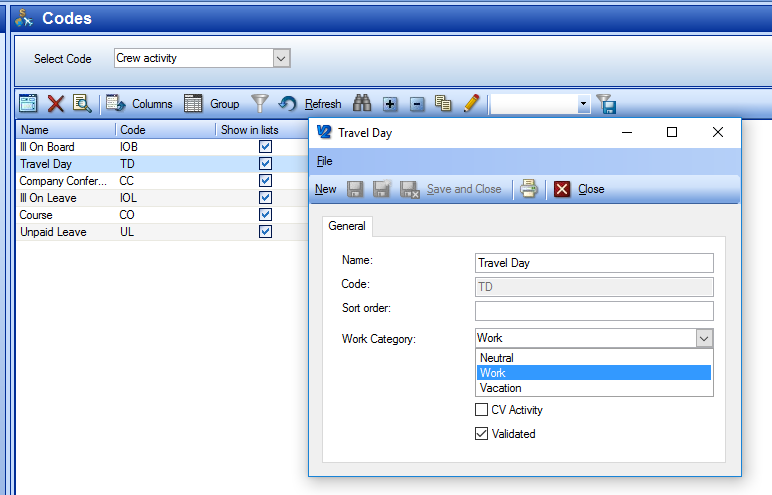 Codes
Select Code Crew activity
Columns Group Refresh
Name Code Show in lists
Ill On Board IOB
Travel Day TD
Company Confer... CC
Ill On Leave IOL
Course CO
Unpaid Leave UL
V2 Travel Day
File
New Save and Close Close
General
Name: Travel Day
Code: TD
Sort order:
Work Category: Work
Neutral
Work
Vacation
CV Activity
Validated